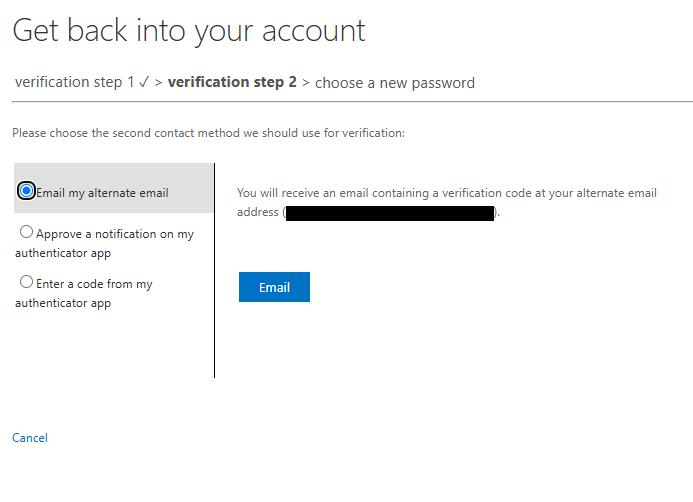 Get back into your account
verification step 1 ✓ > verification step 2 > choose a new password
Please choose the second contact method we should use for verification:
Email my alternate email
Approve a notification on my
authenticator app
Enter a code from my
authenticator app
You will receive an email containing a verification code at your alternate email
address ( ).
Email
Cancel